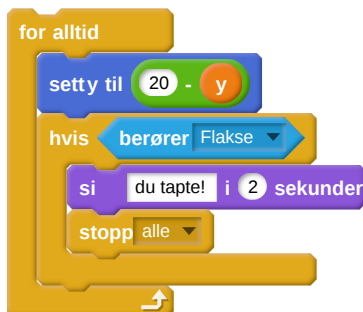 for alltid
sett y til 20 - y
hvis berører Flakse
si du tapte! i 2 sekunder
stopp alle